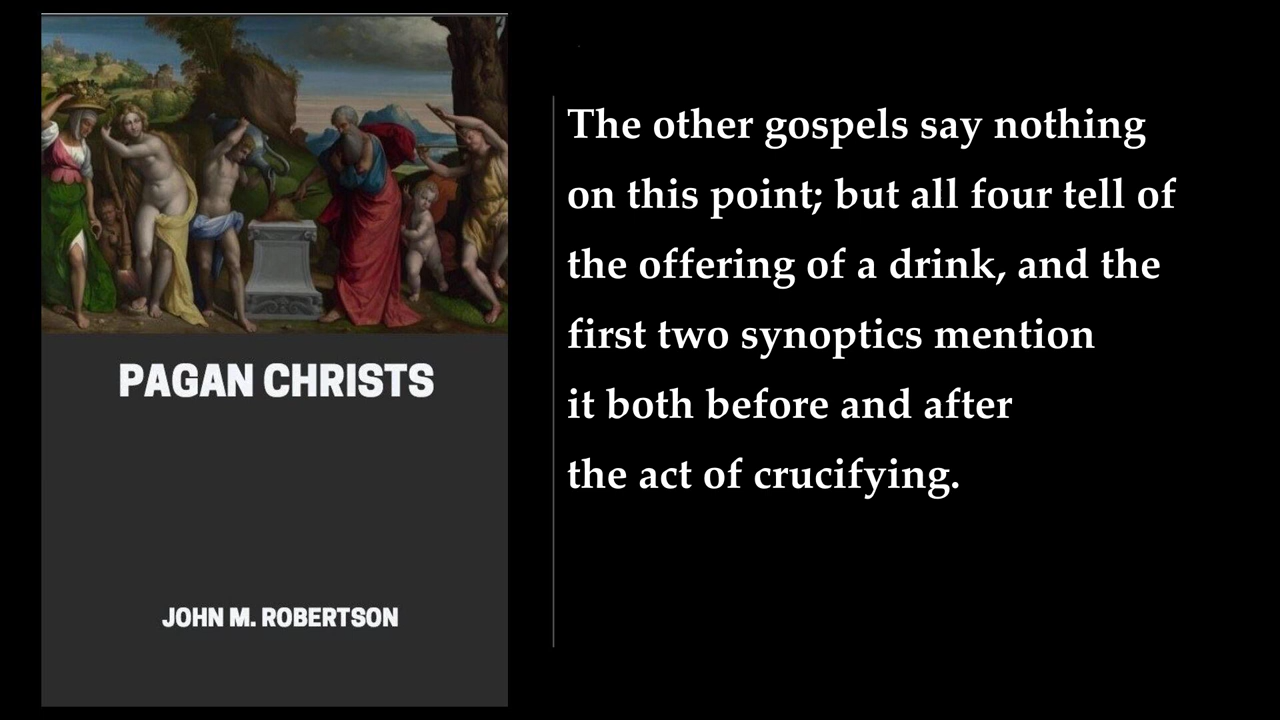 PAGAN CHRISTS
JOHN M. ROBERTSON
The other gospels say nothing
on this point; but all four tell of
the offering of a drink, and the
first two synoptics mention
it both before and after
the act of crucifying.